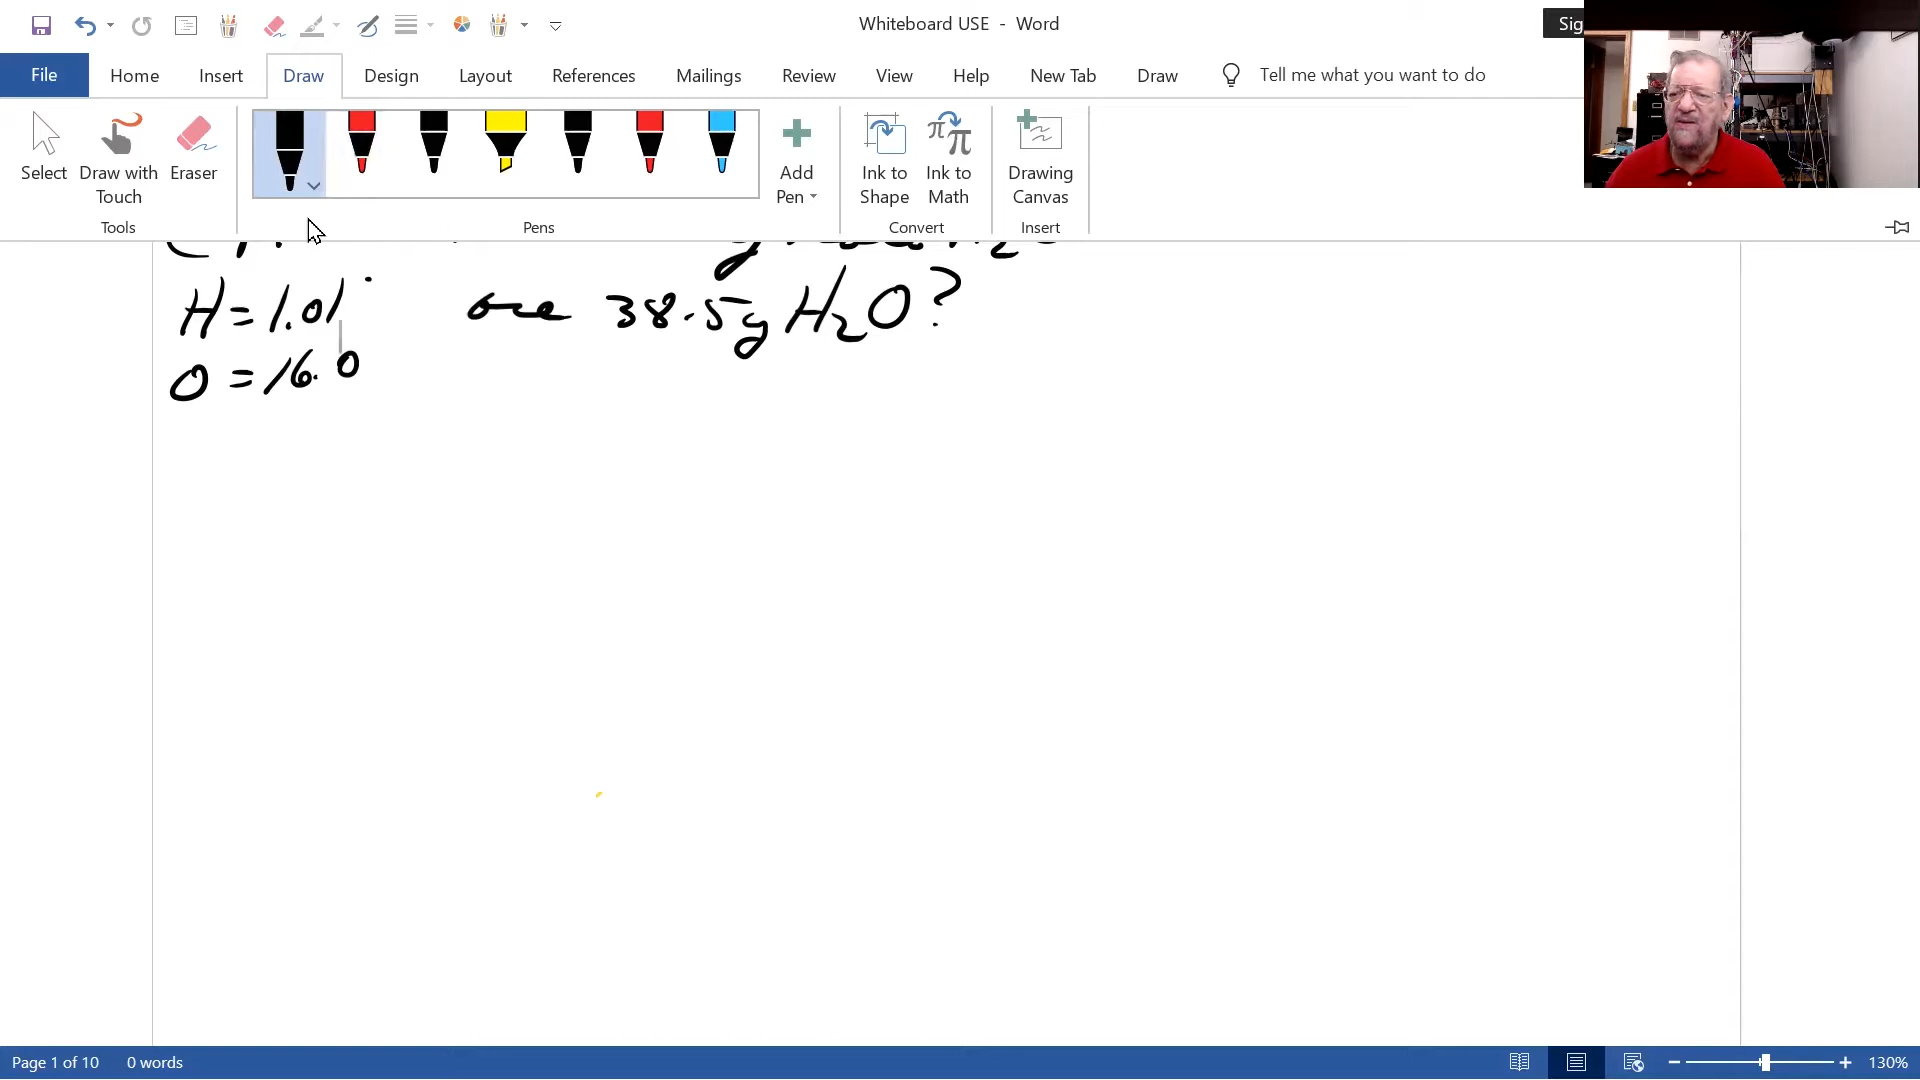 Whiteboard USE - Word
Sig
File Home Insert Draw Design Layout References Mailings Review View Help New Tab Draw Tell me what you want to do
Select
Draw with Touch
Eraser
Add Pen
Ink to Shape
Ink to Math
Drawing Canvas
Tools Pens Convert Insert
H = 1.01 are 38.5g H₂O?
O = 16.0
Page 1 of 10 0 words 130%